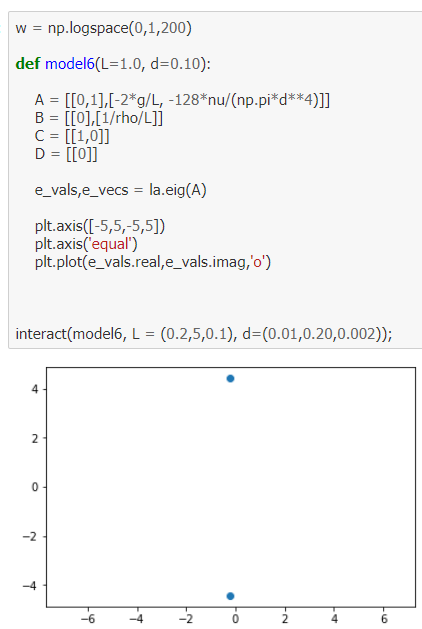 w = np.logspace(0,1,200)
def model6(L=1.0, d=0.10):
A = [[0,1],[-2*g/L, -128*nu/(np.pi*d**4)]]
B = [[0],[1/rho/L]]
C = [[1,0]]
D = [[0]]
e_vals,e_vecs = la.eig(A)
plt.axis([-5,5,-5,5])
plt.axis('equal')
plt.plot(e_vals.real,e_vals.imag,'o')
interact(model6, L = (0.2,5,0.1), d=(0.01,0.20,0.002));
4
2
0
−2
−4
−6 −4 −2 0 2 4 6